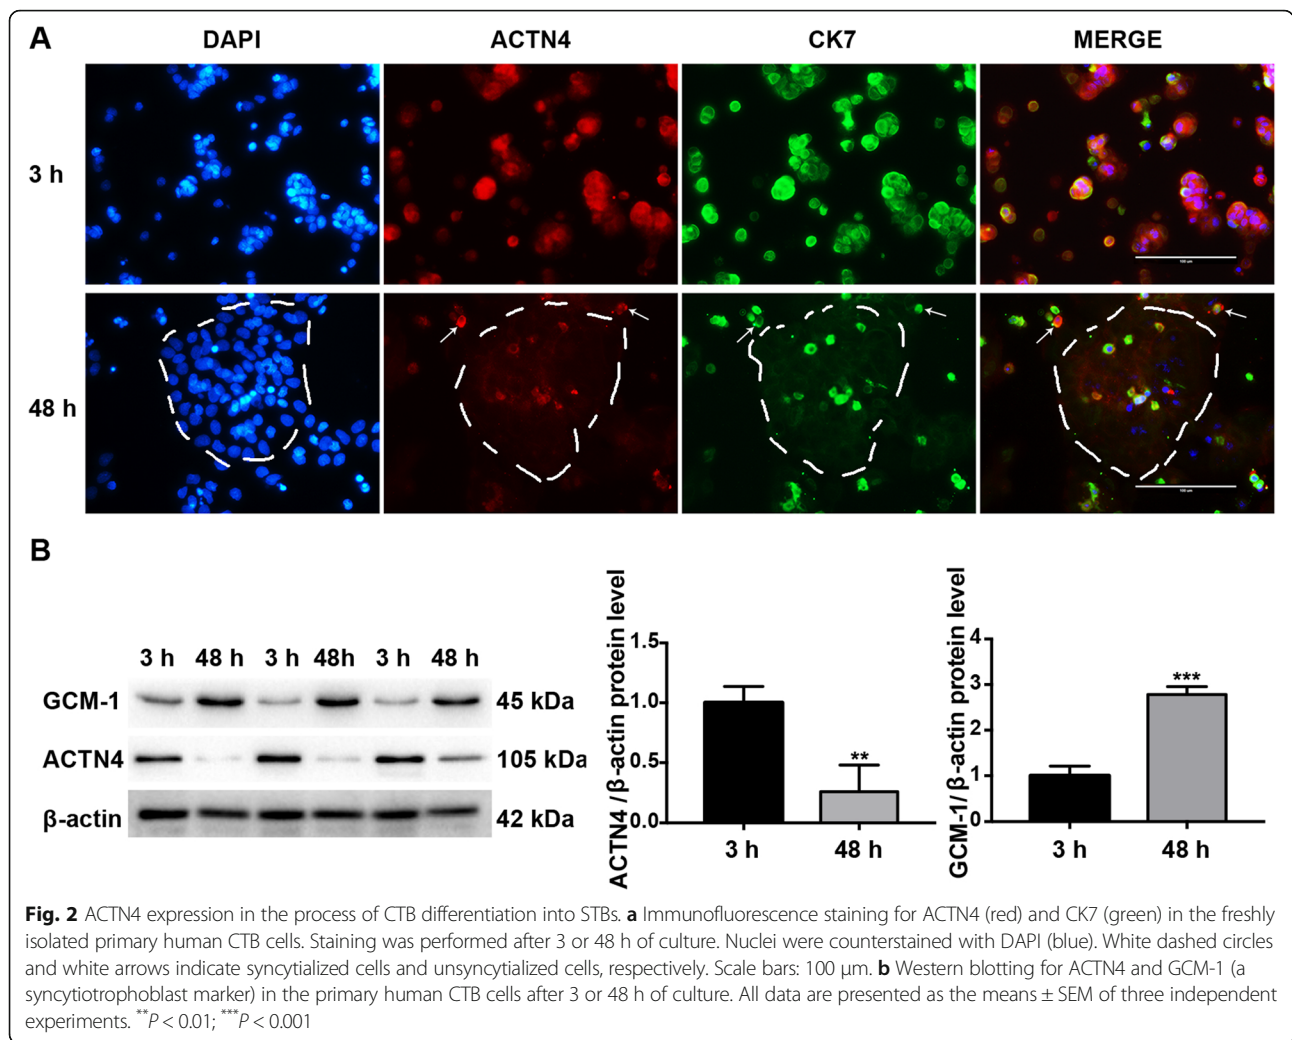 A
DAPI
ACTN4
CK7
MERGE
3 h
100 µm
48 h
100 µm
B
3 h 48 h 3 h 48h 3 h 48 h
GCM-1
45 kDa
ACTN4
105 kDa
β-actin
42 kDa
ACTN4 /β-actin protein level
1.5
1.0
0.5
0.0
**
3 h
48 h
GCM-1/ β-actin protein level
4
3
2
1
0
***
3 h
48 h
Fig. 2 ACTN4 expression in the process of CTB differentiation into STBs. a Immunofluorescence staining for ACTN4 (red) and CK7 (green) in the freshly
isolated primary human CTB cells. Staining was performed after 3 or 48 h of culture. Nuclei were counterstained with DAPI (blue). White dashed circles
and white arrows indicate syncytialized cells and unsyncytialized cells, respectively. Scale bars: 100 μm. b Western blotting for ACTN4 and GCM-1 (a
syncytiotrophoblast marker) in the primary human CTB cells after 3 or 48 h of culture. All data are presented as the means ± SEM of three independent
experiments. **P < 0.01; ***P < 0.001